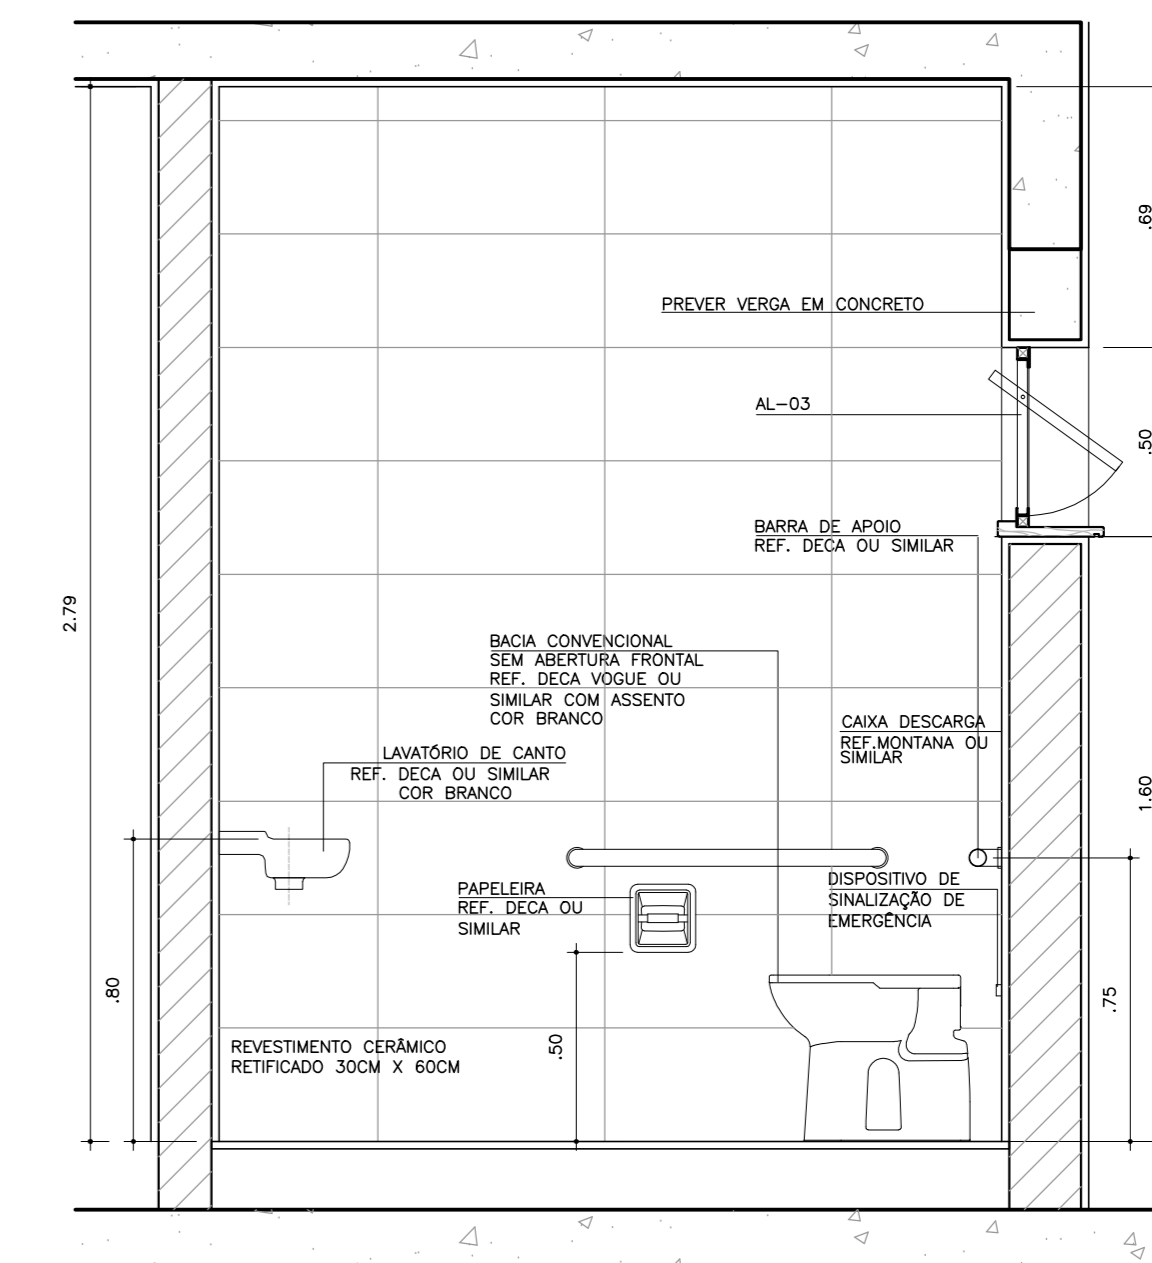 .69
PREVER VERGA EM CONCRETO
AL-03
.50
BARRA DE APOIO
REF. DECA OU SIMILAR
2.79
BACIA CONVENCIONAL
SEM ABERTURA FRONTAL
REF. DECA VOGUE OU
SIMILAR COM ASSENTO
COR BRANCO
CAIXA DESCARGA
REF.MONTANA OU
SIMILAR
LAVATÓRIO DE CANTO
REF. DECA OU SIMILAR
COR BRANCO
1.60
PAPELEIRA
REF. DECA OU
SIMILAR
DISPOSITIVO DE
SINALIZAÇÃO DE
EMERGÊNCIA
.80
.75
.50
REVESTIMENTO CERÂMICO
RETIFICADO 30CM X 60CM